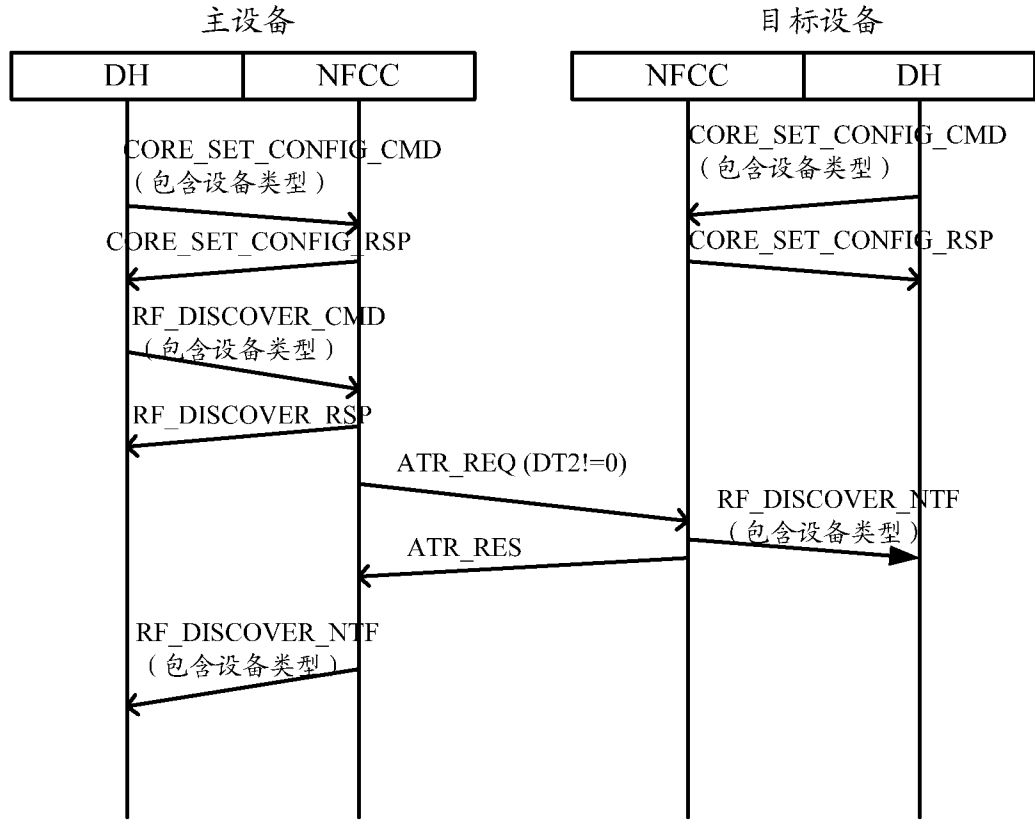 主设备
目标设备
DH
NFCC
NFCC
DH
CORE_SET_CONFIG_CMD
（包含设备类型）
CORE_SET_CONFIG_CMD
（包含设备类型）
CORE_SET_CONFIG_RSP
CORE_SET_CONFIG_RSP
RF_DISCOVER_CMD
（包含设备类型）
RF_DISCOVER_RSP
ATR_REQ (DT2!=0)
RF_DISCOVER_NTF
（包含设备类型）
ATR_RES
RF_DISCOVER_NTF
（包含设备类型）